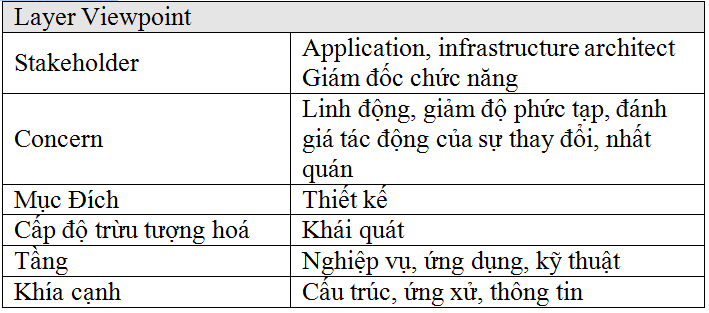 Layer Viewpoint
Stakeholder
Application, infrastructure architect
Giám đốc chức năng
Concern
Linh động, giảm độ phức tạp, đánh
giá tác động của sự thay đổi, nhất
quán
Mục Đích
Thiết kế
Cấp độ trừu tượng hoá
Khái quát
Tầng
Nghiệp vụ, ứng dụng, kỹ thuật
Khía cạnh
Cấu trúc, ứng xử, thông tin